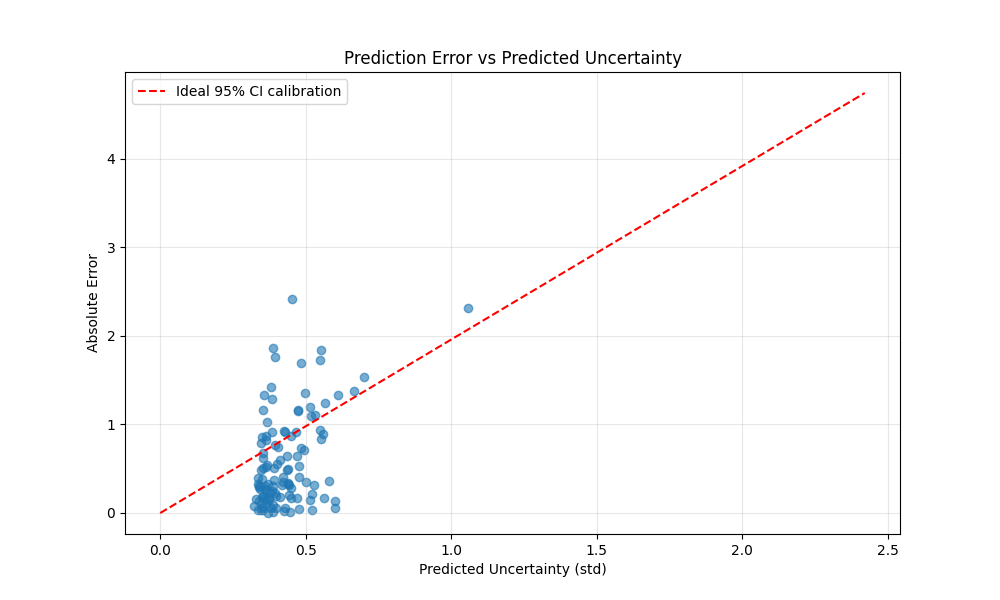 Prediction Error vs Predicted Uncertainty
Ideal 95% CI calibration
Absolute Error
4
3
2
1
0
0.0 0.5 1.0 1.5 2.0 2.5
Predicted Uncertainty (std)